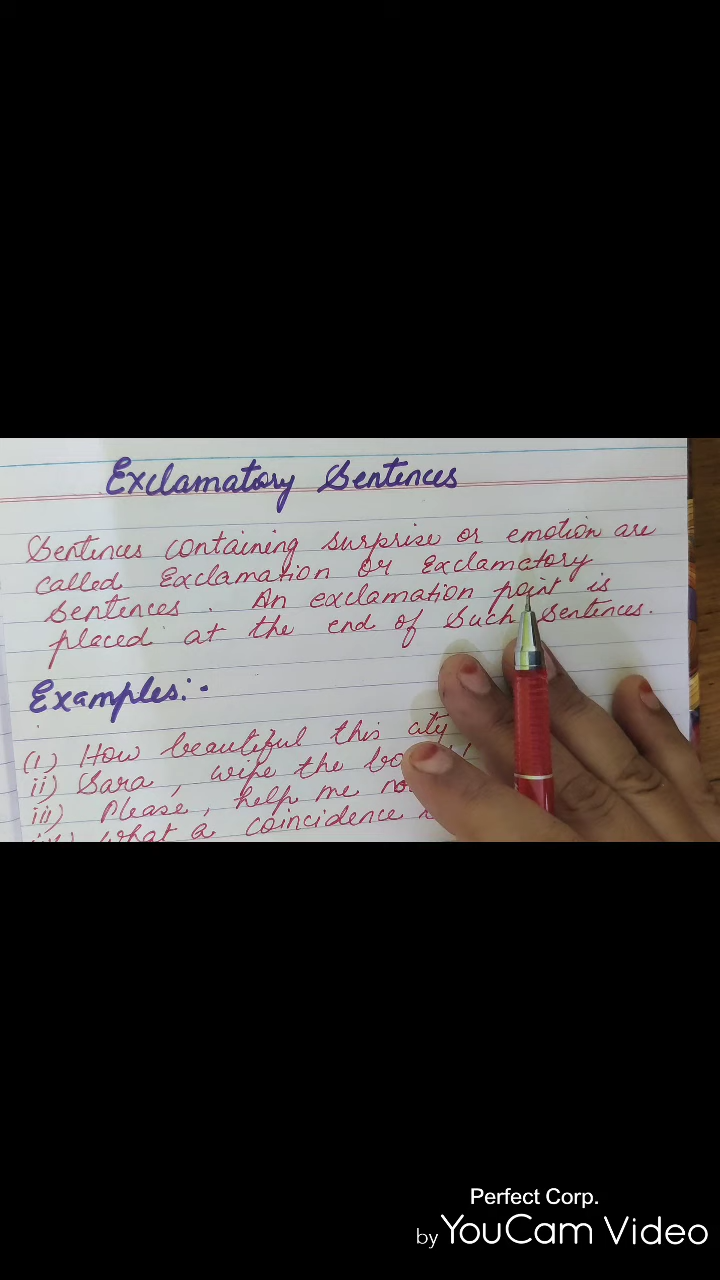 Exclamatory Sentences
Sentences containing surprise or emotion are
called Exclamation or Exclamatory
Sentences. An exclamation point is
placed at the end of such sentences.
Examples:-
(i) How beautiful this
ii) Sara, wipe the
iii) Please, help me
what a coincidence
Perfect Corp.
by YouCam Video